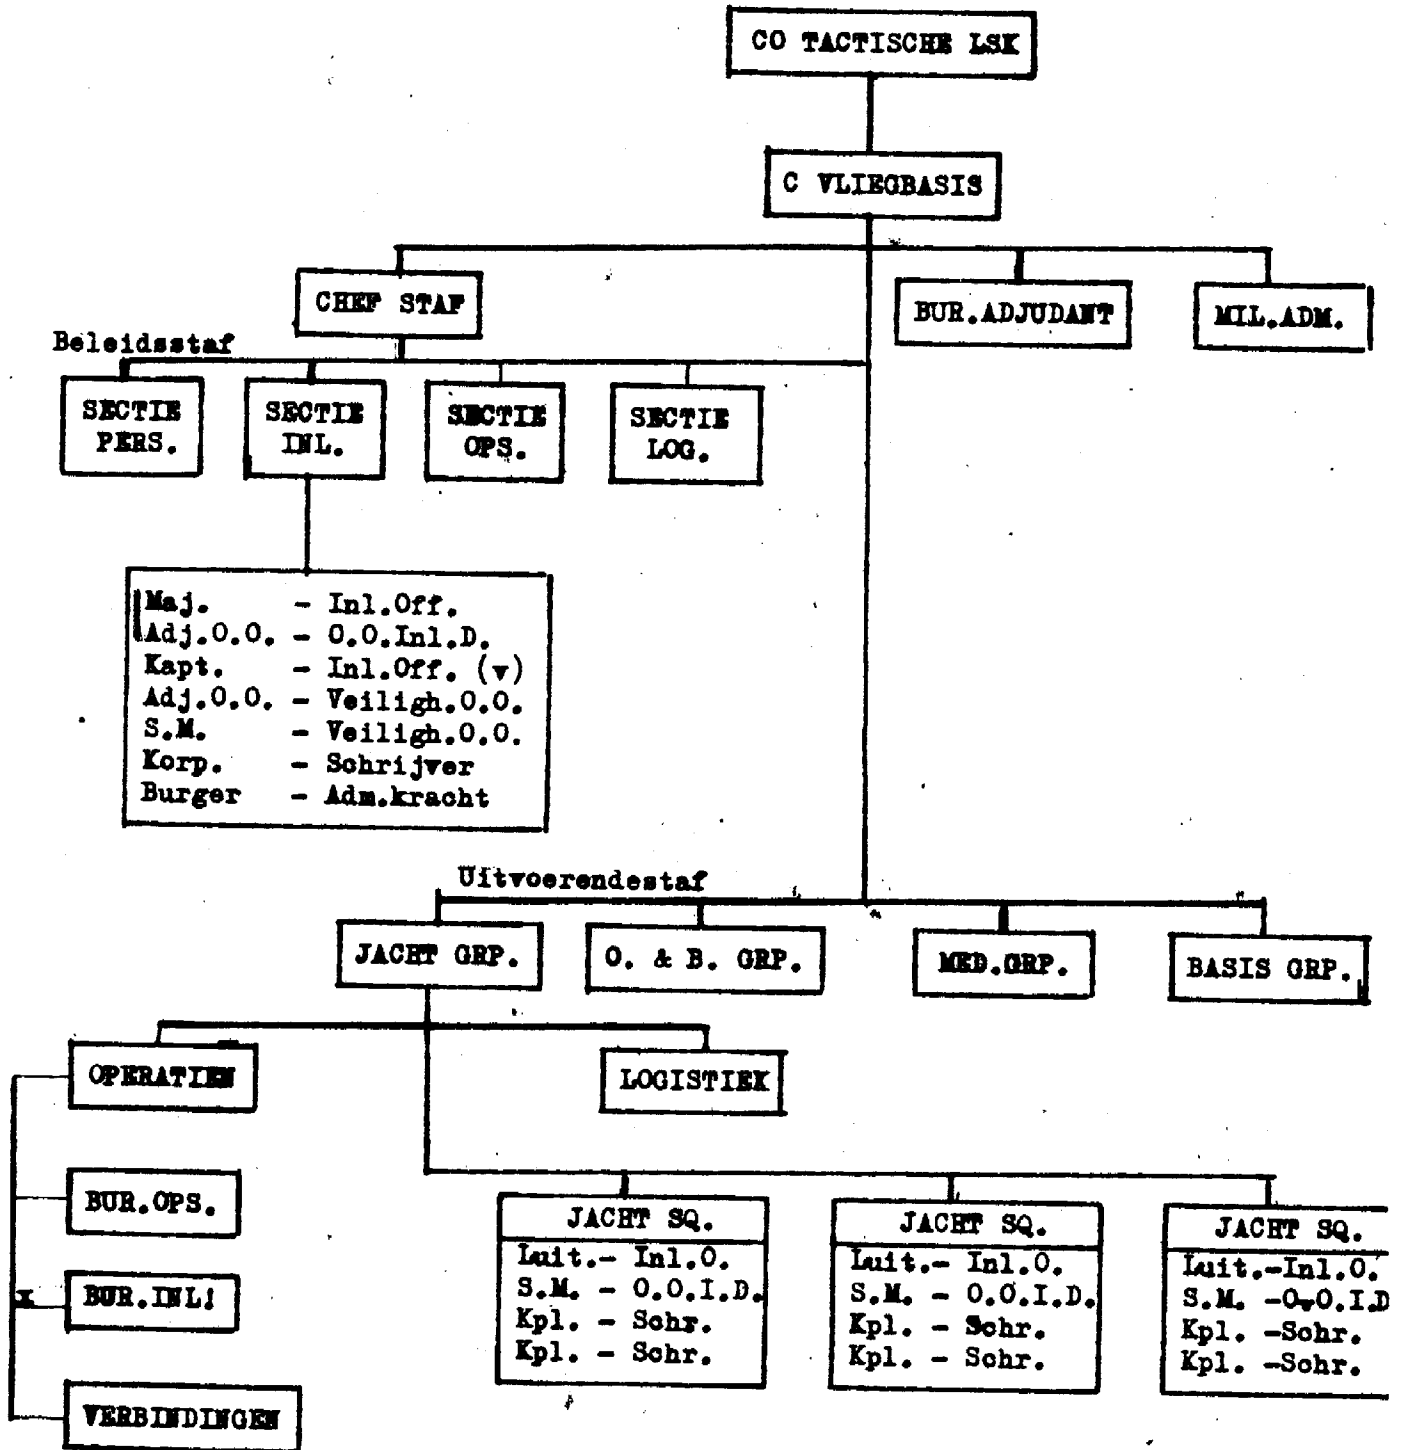 CO TACTISCHE LSK
C VLIEGBASIS
CHEF STAF
BUR.ADJUDANT
MIL.ADM.
Beleidsstaf
SECTIE
PERS.
SECTIE
INL.
SECTIE
OPS.
SECTIE
LOG.
Maj. - Inl.Off.
Adj.O.O. - O.O.Inl.D.
Kapt. - Inl.Off. (v)
Adj.O.O. - Veiligh.O.O.
S.M. - Veiligh.O.O.
Korp. - Schrijver
Burger - Adm.kracht
Uitvoerendestaf
JACHT GRP.
O. & B. GRP.
MED.GRP.
BASIS GRP.
OPERATIEN
LOGISTIEK
BUR.OPS.
x BUR.INL.
VERBINDINGEN
JACHT SQ.
Luit.- Inl.O.
S.M. - O.O.I.D.
Kpl. - Schr.
Kpl. - Schr.
JACHT SQ.
Luit.- Inl.O.
S.M. - O.O.I.D.
Kpl. - Schr.
Kpl. - Schr.
JACHT SQ.
Luit.-Inl.O.
S.M. -O.O.I.D
Kpl. -Schr.
Kpl. -Schr.